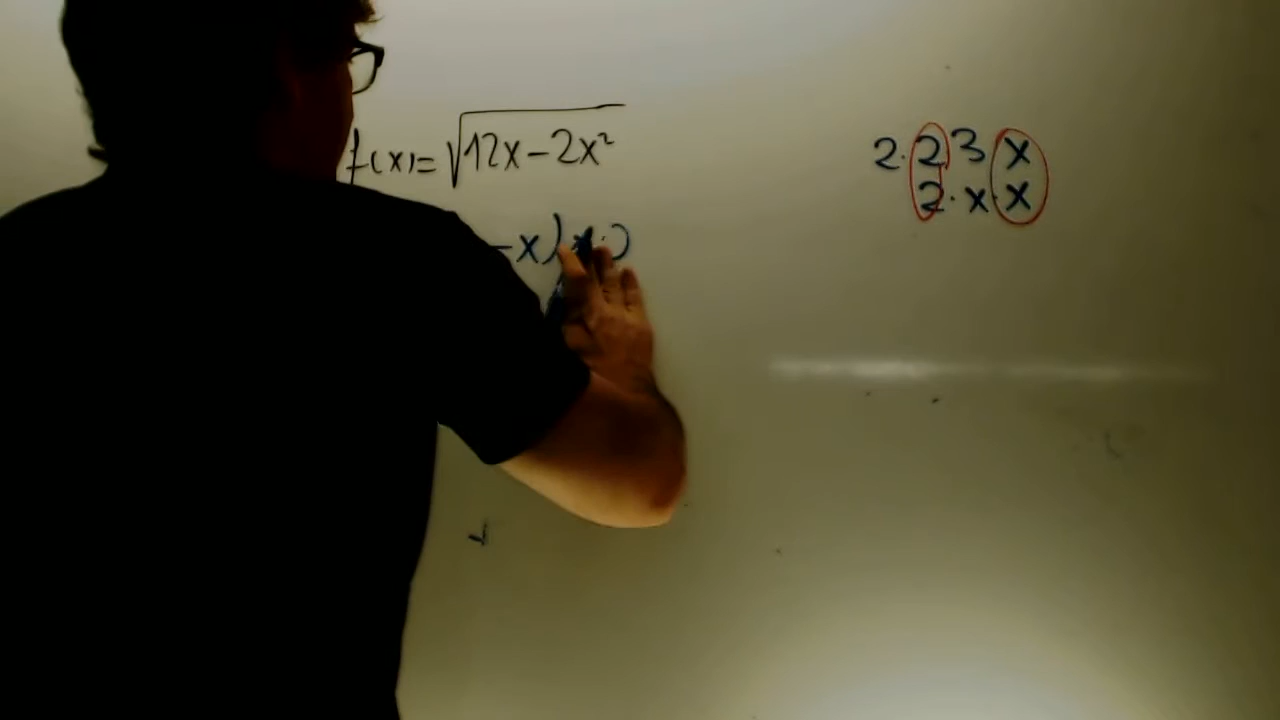 f(x)=√12x-2x²
-x)
2·2 3 x
2·x·x